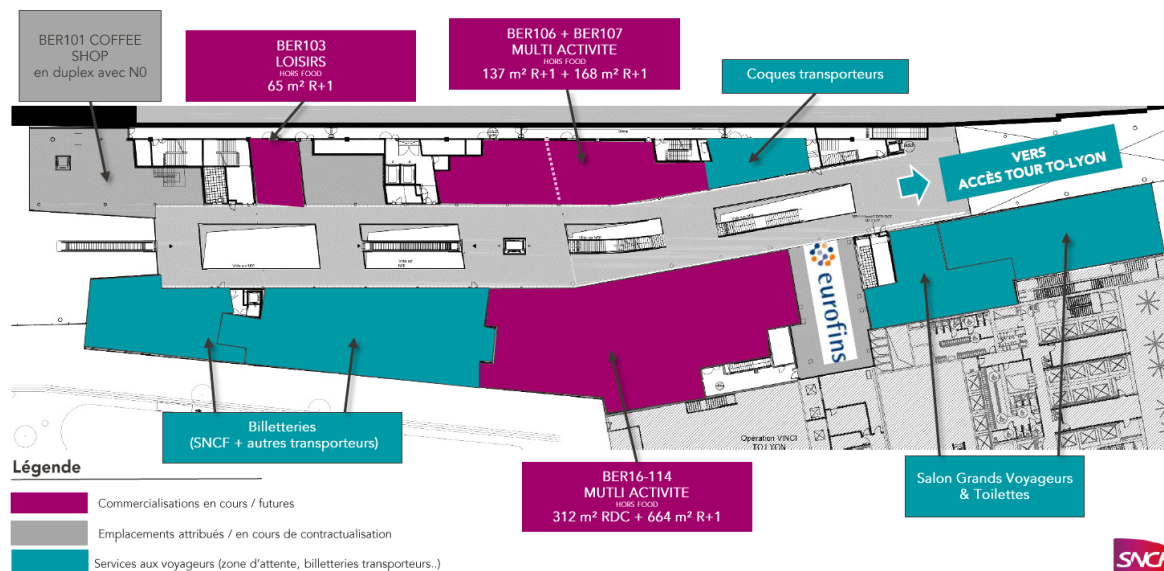 BER101 COFFEE
SHOP
en duplex avec N0
BER103
LOISIRS
HORS FOOD
65 m² R+1
BER106 + BER107
MULTI ACTIVITE
HORS FOOD
137 m² R+1 + 168 m² R+1
Coques transporteurs
VERS
ACCÈS TOUR TO-LYON
eurofins
Billetteries
(SNCF + autres transporteurs)
Opération VINCI
TO LYON
BER16-114
MUTLI ACTIVITE
HORS FOOD
312 m² RDC + 664 m² R+1
Salon Grands Voyageurs
& Toilettes
Légende
Commercialisations en cours / futures
Emplacements attribués / en cours de contractualisation
Services aux voyageurs (zone d'attente, billetteries transporteurs..)
SNCF